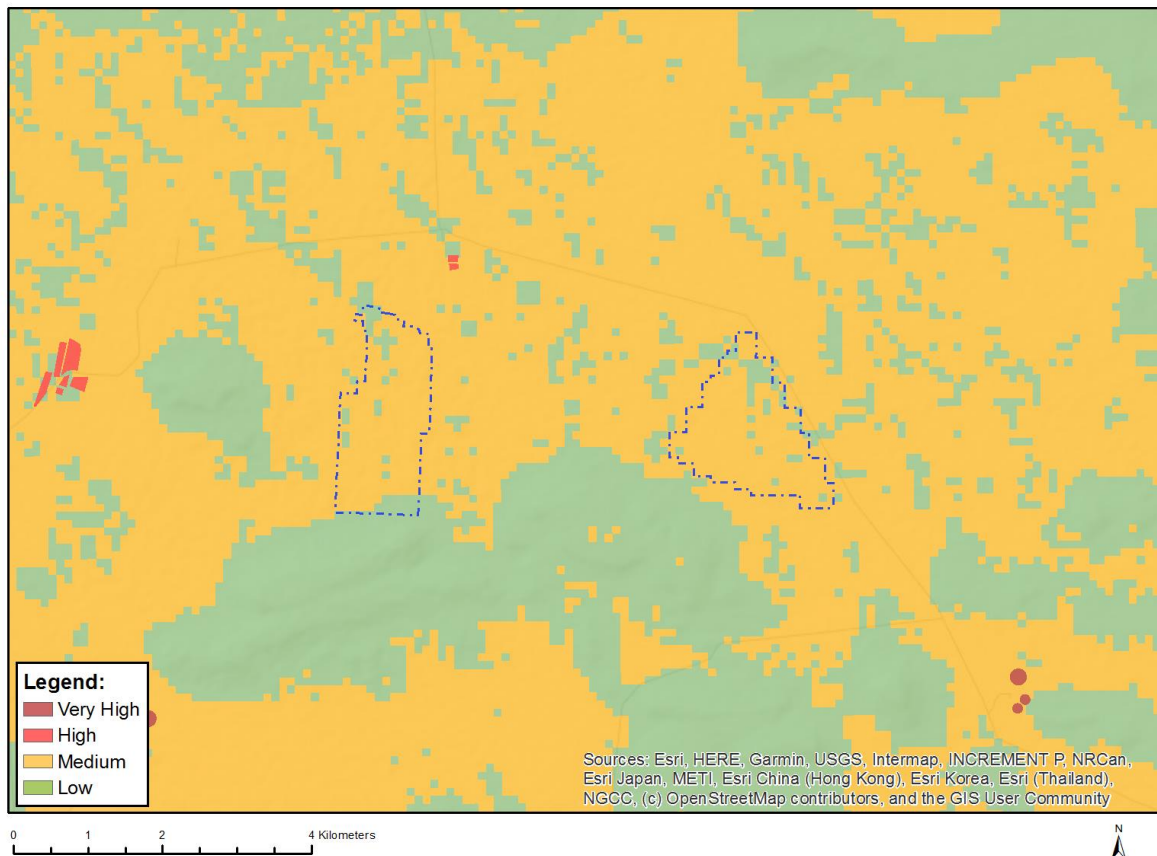 Legend:
Very High
High
Medium
Low
Sources: Esri, HERE, Garmin, USGS, Intermap, INCREMENT P, NRCan,
Esri Japan, METI, Esri China (Hong Kong), Esri Korea, Esri (Thailand),
NGCC, (c) OpenStreetMap contributors, and the GIS User Community
0 1 2 4 Kilometers
N